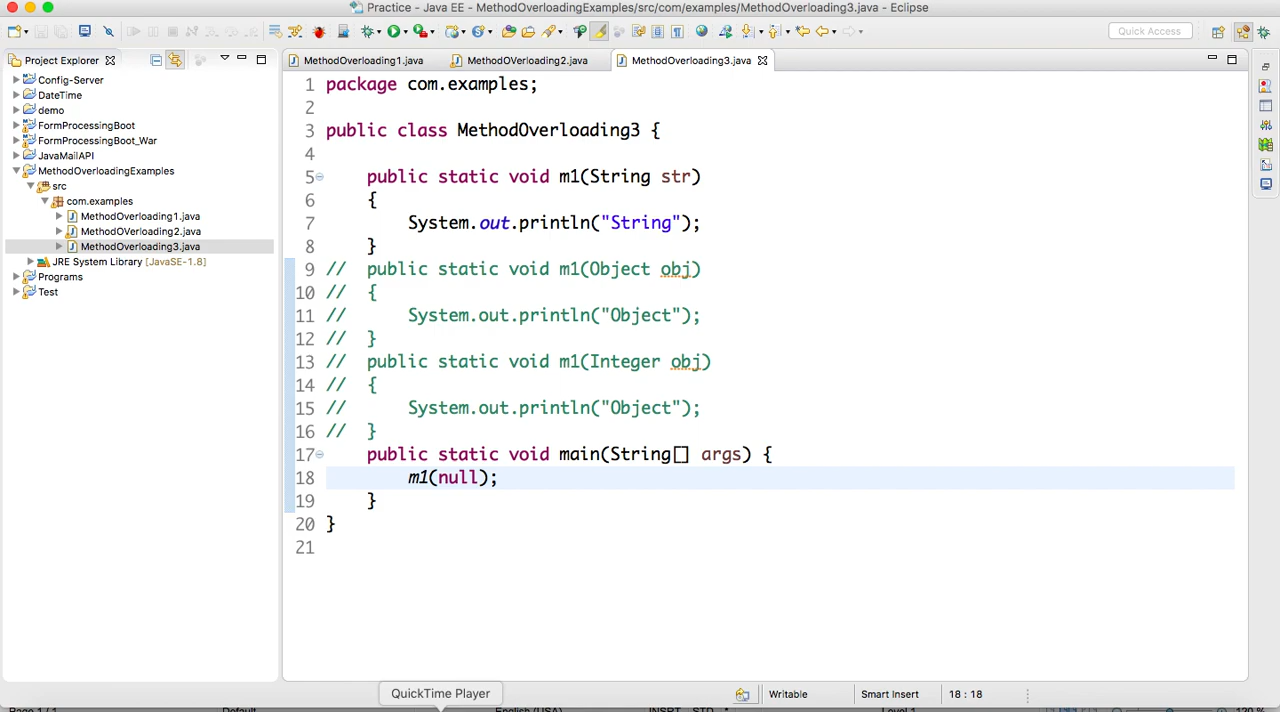 Practice - Java EE - MethodOverloadingExamples/src/com/examples/MethodOverloading3.java - Eclipse
Quick Access
Project Explorer
MethodOverloading1.java
MethodOverloading2.java
MethodOverloading3.java
Config-Server
DateTime
demo
FormProcessingBoot
FormProcessingBoot_War
JavaMailAPI
MethodOverloadingExamples
src
com.examples
MethodOverloading1.java
MethodOverloading2.java
MethodOverloading3.java
JRE System Library [JavaSE-1.8]
Programs
Test
1 package com.examples;
2
3 public class MethodOverloading3 {
4
5 public static void m1(String str)
6 {
7 System.out.println("String");
8 }
9 // public static void m1(Object obj)
10 // {
11 // System.out.println("Object");
12 // }
13 // public static void m1(Integer obj)
14 // {
15 // System.out.println("Object");
16 // }
17 public static void main(String[] args) {
18 m1(null);
19 }
20 }
21
QuickTime Player
Writable
Smart Insert
18 : 18